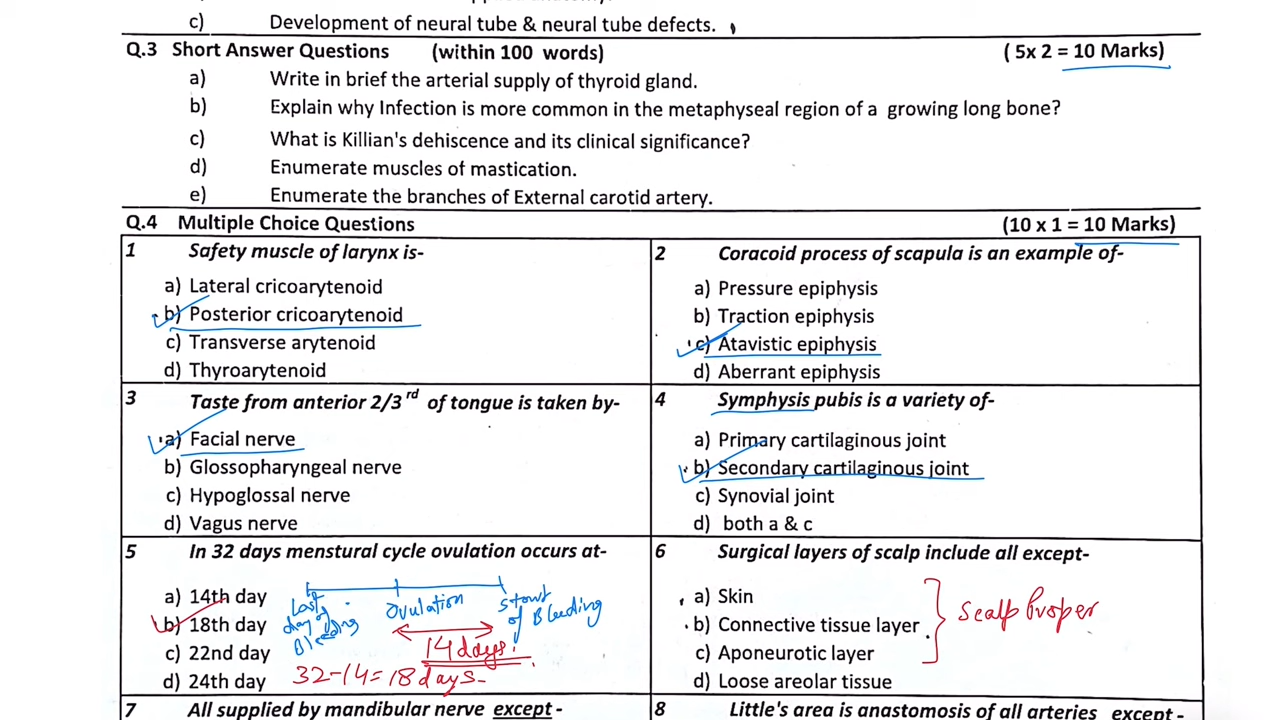 c) Development of neural tube & neural tube defects.
Q.3 Short Answer Questions (within 100 words) ( 5x 2 = 10 Marks)
a) Write in brief the arterial supply of thyroid gland.
b) Explain why Infection is more common in the metaphyseal region of a growing long bone?
c) What is Killian's dehiscence and its clinical significance?
d) Enumerate muscles of mastication.
e) Enumerate the branches of External carotid artery.
Q.4 Multiple Choice Questions (10 x 1 = 10 Marks)
1 Safety muscle of larynx is-
a) Lateral cricoarytenoid
b) Posterior cricoarytenoid
c) Transverse arytenoid
d) Thyroarytenoid
2 Coracoid process of scapula is an example of-
a) Pressure epiphysis
b) Traction epiphysis
c) Atavistic epiphysis
d) Aberrant epiphysis
3 Taste from anterior 2/3 rd of tongue is taken by-
a) Facial nerve
b) Glossopharyngeal nerve
c) Hypoglossal nerve
d) Vagus nerve
4 Symphysis pubis is a variety of-
a) Primary cartilaginous joint
b) Secondary cartilaginous joint
c) Synovial joint
d) both a & c
5 In 32 days menstural cycle ovulation occurs at-
a) 14th day
b) 18th day
c) 22nd day
d) 24th day
Last
day of
Bleeding
Ovulation
Start
of Bleeding
14 days.
32-14=18 days-
6 Surgical layers of scalp include all except-
a) Skin
b) Connective tissue layer
c) Aponeurotic layer
d) Loose areolar tissue
Scalp Proper
7 All supplied by mandibular nerve except -
8 Little's area is anastomosis of all arteries except -